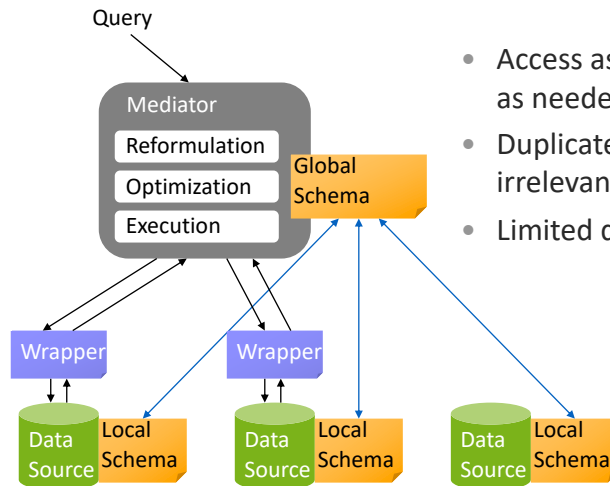 Query
• Access as
as neede
• Duplicate
irrelevan
• Limited
Mediator
Reformulation
Optimization
Execution
Global
Schema
Wrapper
Wrapper
Data
Source
Local
Schema
Data
Source
Local
Schema
Data
Source
Local
Schema